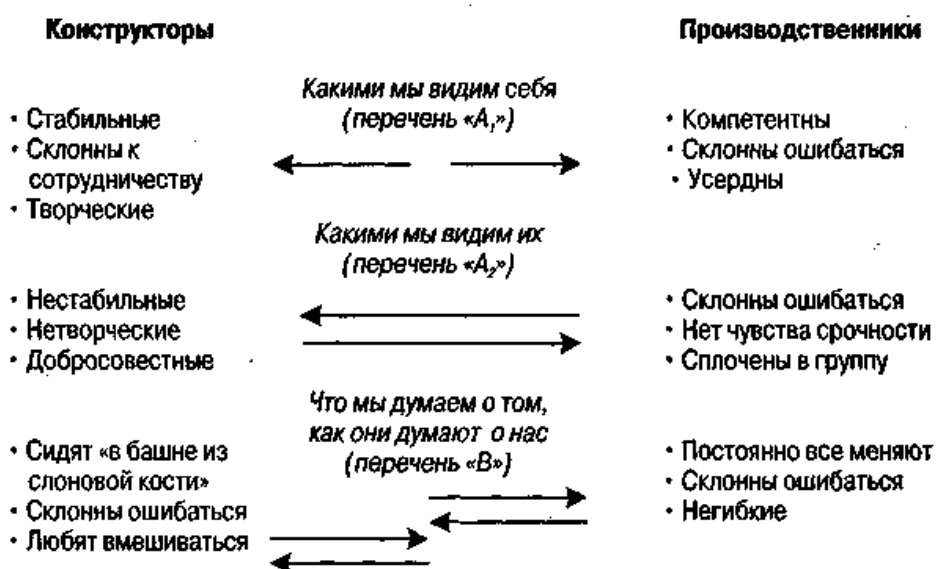 Конструкторы
Производственники
Какими мы видим себя
(перечень «А₁»)
• Стабильные
• Склонны к
сотрудничеству
• Творческие
• Компетентны
• Склонны ошибаться
• Усердны
Какими мы видим их
(перечень «А₂»)
• Нестабильные
• Нетворческие
• Добросовестные
• Склонны ошибаться
• Нет чувства срочности
• Сплочены в группу
Что мы думаем о том,
как они думают о нас
(перечень «В»)
• Сидят «в башне из
слоновой кости»
• Склонны ошибаться
• Любят вмешиваться
• Постоянно все меняют
• Склонны ошибаться
• Негибкие